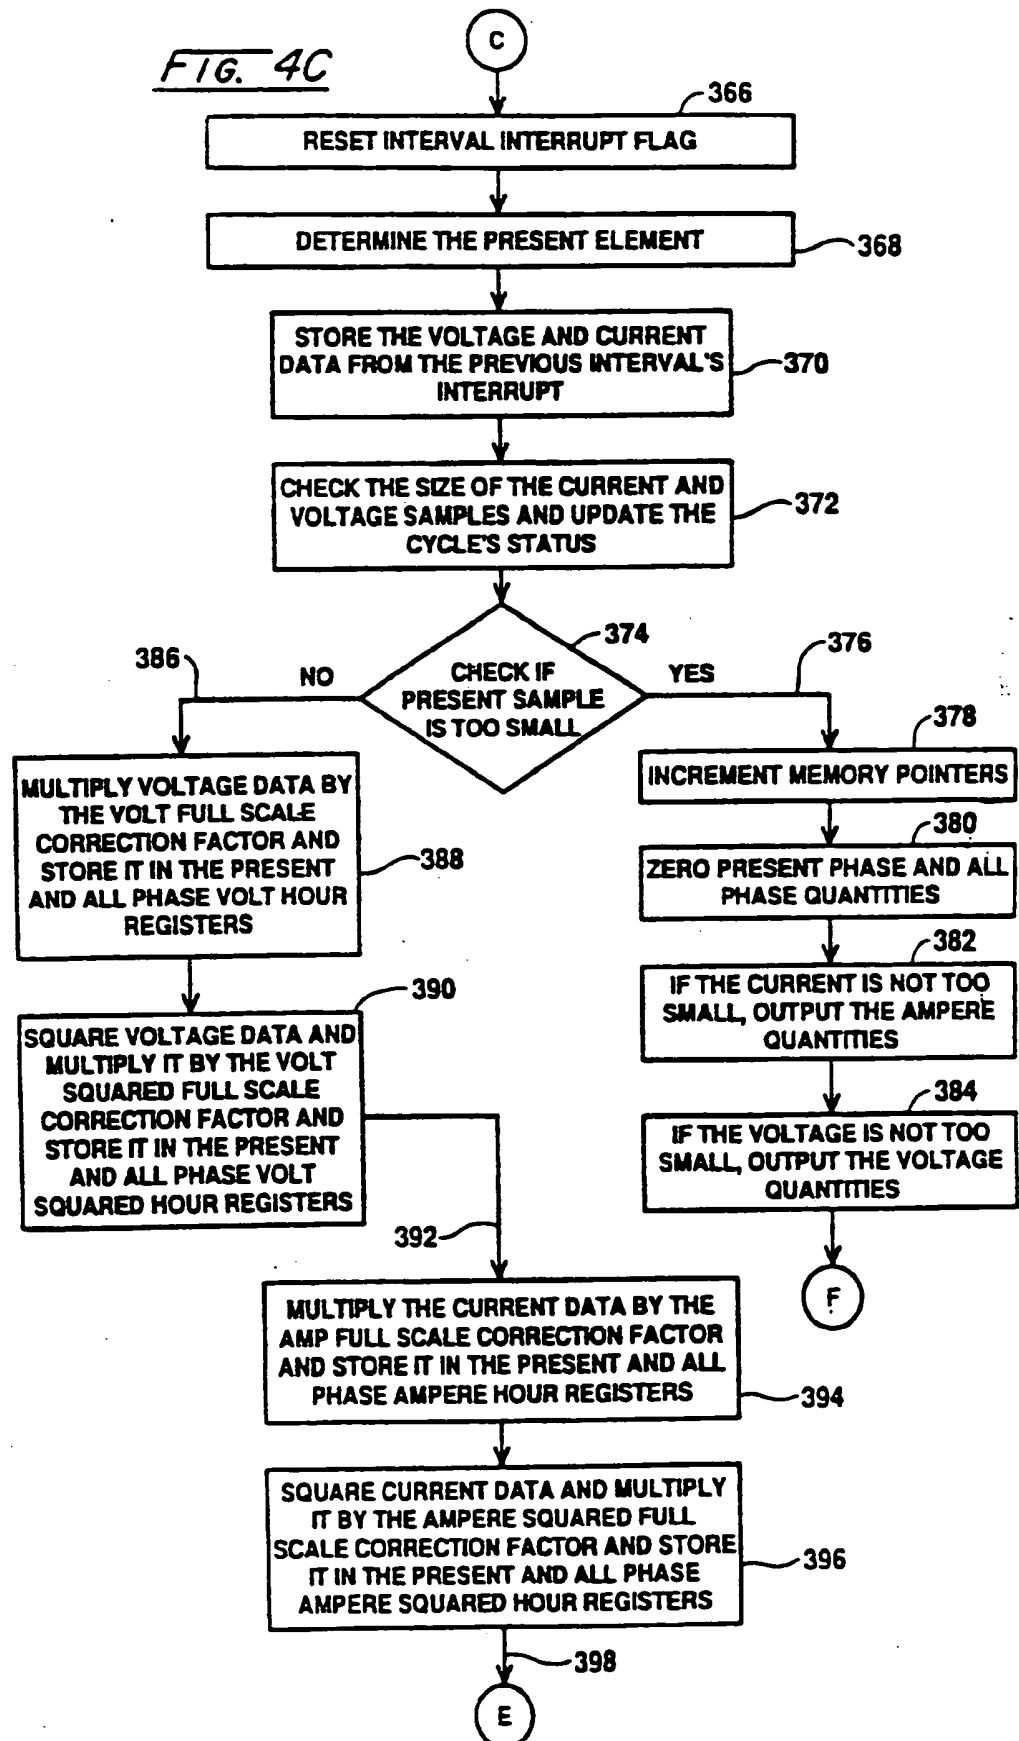 C
FIG. 4C
366
RESET INTERVAL INTERRUPT FLAG
DETERMINE THE PRESENT ELEMENT
368
STORE THE VOLTAGE AND CURRENT
DATA FROM THE PREVIOUS INTERVAL'S
INTERRUPT
370
CHECK THE SIZE OF THE CURRENT AND
VOLTAGE SAMPLES AND UPDATE THE
CYCLE'S STATUS
372
374
CHECK IF
PRESENT SAMPLE
IS TOO SMALL
386
NO
YES
376
378
INCREMENT MEMORY POINTERS
380
ZERO PRESENT PHASE AND ALL
PHASE QUANTITIES
382
IF THE CURRENT IS NOT TOO
SMALL, OUTPUT THE AMPERE
QUANTITIES
384
IF THE VOLTAGE IS NOT TOO
SMALL, OUTPUT THE VOLTAGE
QUANTITIES
F
MULTIPLY VOLTAGE DATA BY
THE VOLT FULL SCALE
CORRECTION FACTOR AND
STORE IT IN THE PRESENT
AND ALL PHASE VOLT HOUR
REGISTERS
388
390
SQUARE VOLTAGE DATA AND
MULTIPLY IT BY THE VOLT
SQUARED FULL SCALE
CORRECTION FACTOR AND
STORE IT IN THE PRESENT
AND ALL PHASE VOLT
SQUARED HOUR REGISTERS
392
MULTIPLY THE CURRENT DATA BY THE
AMP FULL SCALE CORRECTION FACTOR
AND STORE IT IN THE PRESENT AND ALL
PHASE AMPERE HOUR REGISTERS
394
SQUARE CURRENT DATA AND MULTIPLY
IT BY THE AMPERE SQUARED FULL
SCALE CORRECTION FACTOR AND STORE
IT IN THE PRESENT AND ALL PHASE
AMPERE SQUARED HOUR REGISTERS
396
398
E